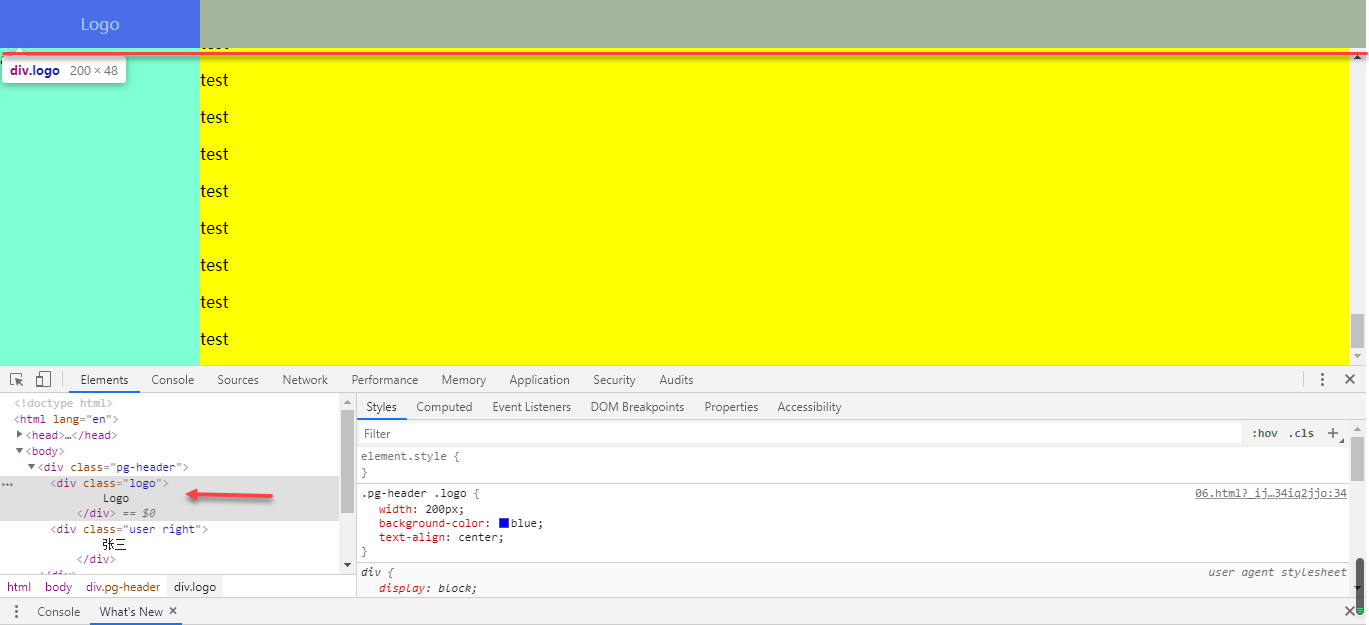 Logo
test
div.logo 200 × 48
test
test
test
test
test
test
test
test
Elements Console Sources Network Performance Memory Application Security Audits
Styles Computed Event Listeners DOM Breakpoints Properties Accessibility
<!doctype html>
<html lang="en">
<head>…</head>
<body>
<div class="pg-header">
<div class="logo">
Logo
</div> == $0
<div class="user right">
张三
</div>
</div>
html body div.pg-header div.logo
Filter :hov .cls +
element.style {
}
.pg-header .logo { 06.html?_ij…34iq2jjo:34
width: 200px;
background-color: blue;
text-align: center;
}
div { user agent stylesheet
display: block;
Console What's New